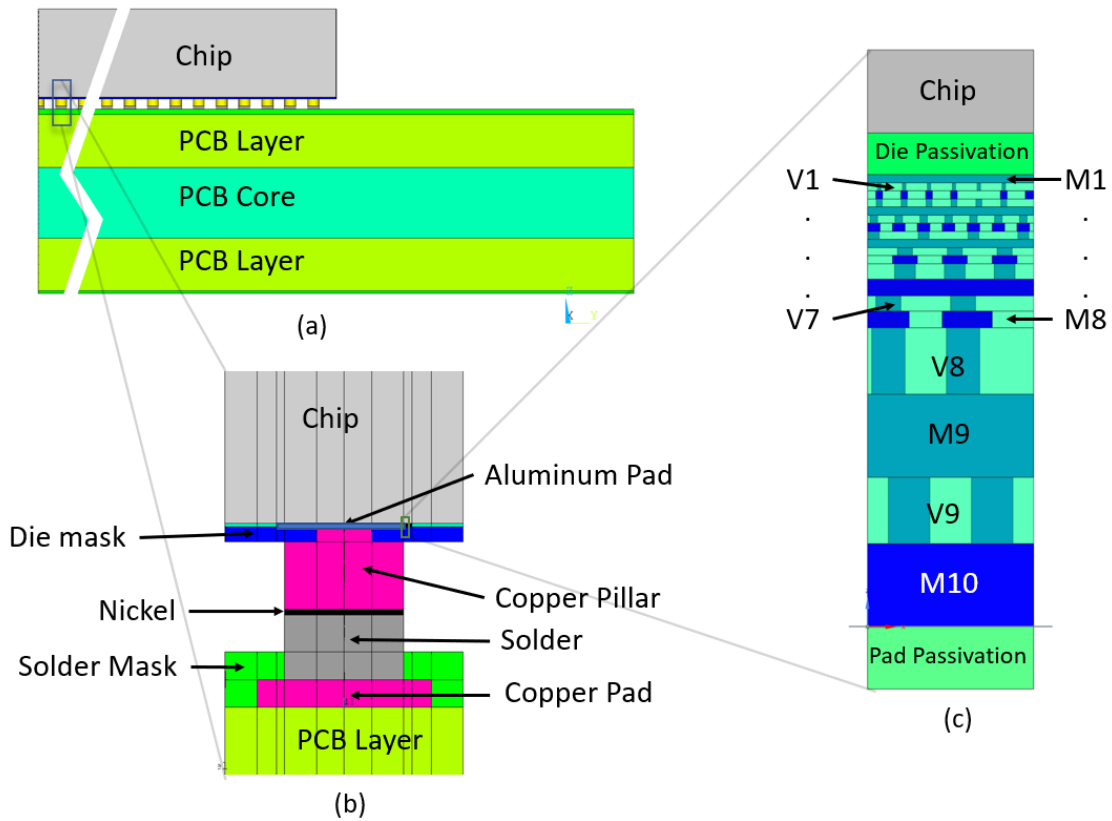 Chip
PCB Layer
PCB Core
PCB Layer
(a)
X
Y
Chip
Aluminum Pad
Die mask
Copper Pillar
Nickel
Solder
Solder Mask
Copper Pad
PCB Layer
(b)
Chip
Die Passivation
V1
M1
.
.
.
.
.
.
V7
M8
V8
M9
V9
M10
Pad Passivation
(c)